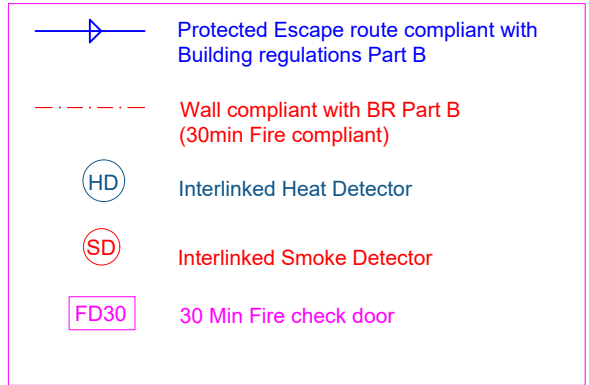 Protected Escape route compliant with
Building regulations Part B
Wall compliant with BR Part B
(30min Fire compliant)
HD Interlinked Heat Detector
SD Interlinked Smoke Detector
FD30 30 Min Fire check door